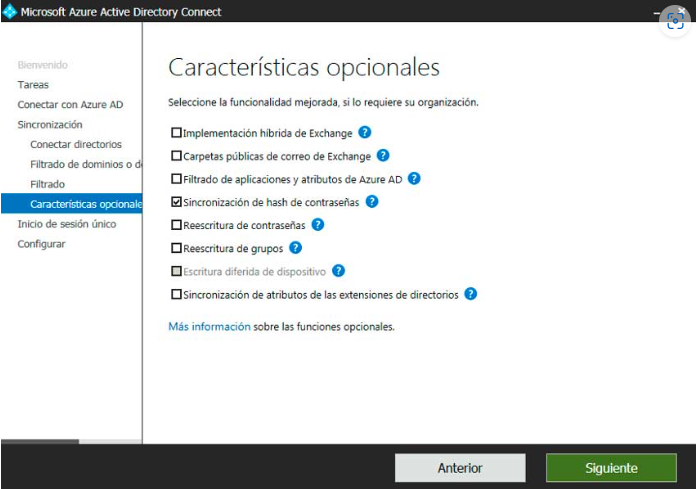 Microsoft Azure Active Directory Connect
Bienvenido
Tareas
Conectar con Azure AD
Sincronización
Conectar directorios
Filtrado de dominios o d
Filtrado
Características opcionale
Inicio de sesión único
Configurar
Características opcionales
Seleccione la funcionalidad mejorada, si lo requiere su organización.
Implementación híbrida de Exchange ?
Carpetas públicas de correo de Exchange ?
Filtrado de aplicaciones y atributos de Azure AD ?
Sincronización de hash de contraseñas ?
Reescritura de contraseñas ?
Reescritura de grupos ?
Escritura diferida de dispositivo ?
Sincronización de atributos de las extensiones de directorios ?
Más información sobre las funciones opcionales.
Anterior
Siguiente